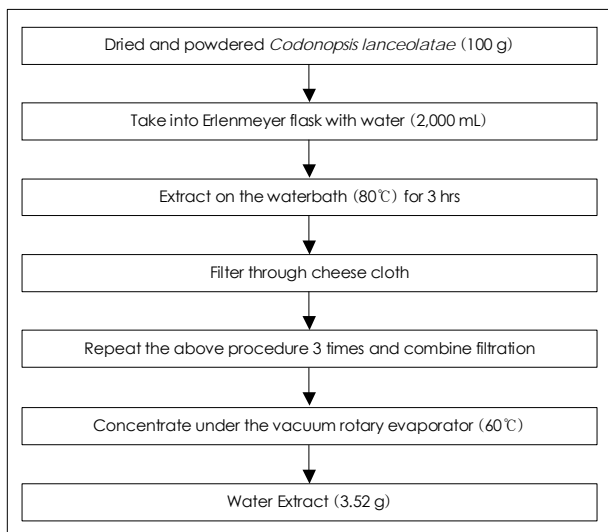 Dried and powdered Codonopsis lanceolatae (100 g)
Take into Erlenmeyer flask with water (2,000 mL)
Extract on the waterbath (80℃) for 3 hrs
Filter through cheese cloth
Repeat the above procedure 3 times and combine filtration
Concentrate under the vacuum rotary evaporator (60℃)
Water Extract (3.52 g)